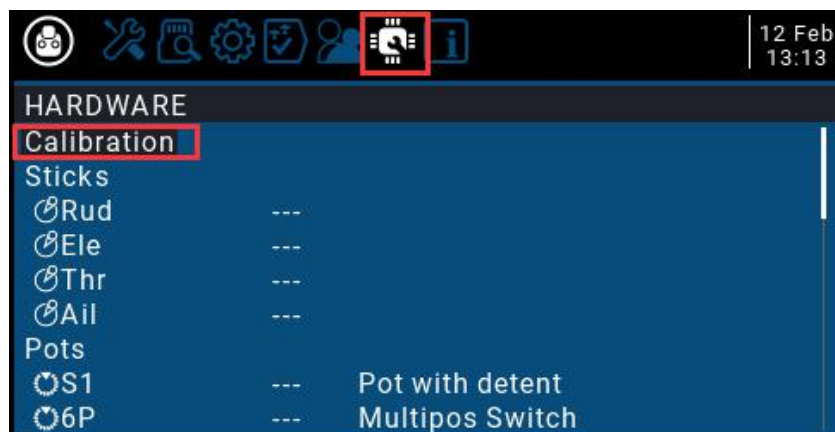 12 Feb
13:13
HARDWARE
Calibration
Sticks
Rud ---
Ele ---
Thr ---
Ail ---
Pots
S1 --- Pot with detent
6P --- Multipos Switch